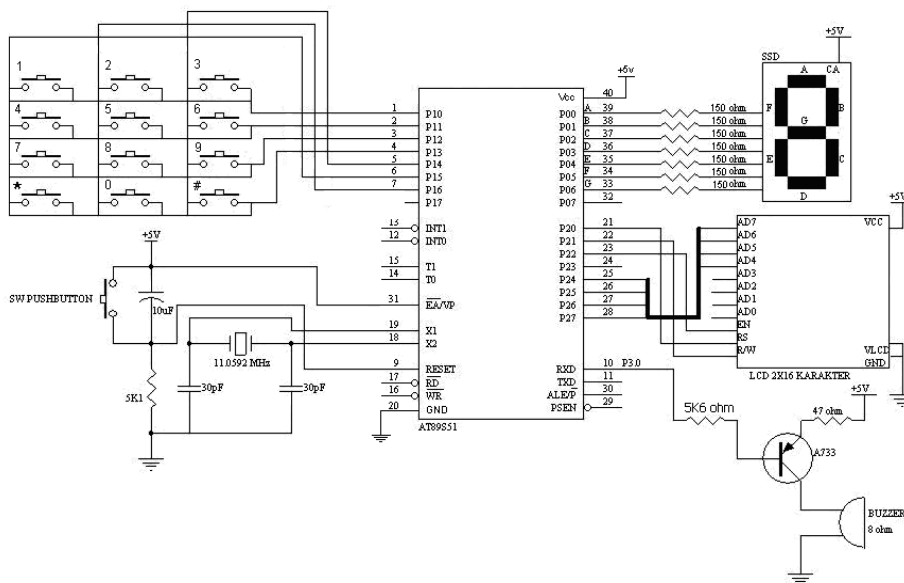 +5V
SSD
A CA
F B
G
E C
D
1 2 3
4 5 6
7 8 9
* 0 #
+5V
SW PUSHBUTTON
10uF
5K1
11.0592 MHz
30pF 30pF
+5v
Vcc 40
1 P10 P00 A 39 150 ohm
2 P11 P01 B 38 150 ohm
3 P12 P02 C 37 150 ohm
4 P13 P03 D 36 150 ohm
5 P14 P04 E 35 150 ohm
6 P15 P05 F 34 150 ohm
7 P16 P06 G 33 150 ohm
P17 P07 32
13 INT1 P20 21
12 INT0 P21 22
P22 23
15 T1 P23 24
14 T0 P24 25
P25 26
31 EA/VP P26 27
P27 28
19 X1
18 X2
9 RESET RXD 10 P3.0
17 RD TXD 11
16 WR ALE/P 30
20 GND PSEN 29
AT89S51
+5V
AD7 VCC
AD6
AD5
AD4
AD3
AD2
AD1
AD0
EN
RS
R/W VLCD
GND
LCD 2X16 KARAKTER
+5V
5K6 ohm
47 ohm
A733
BUZZER
8 ohm